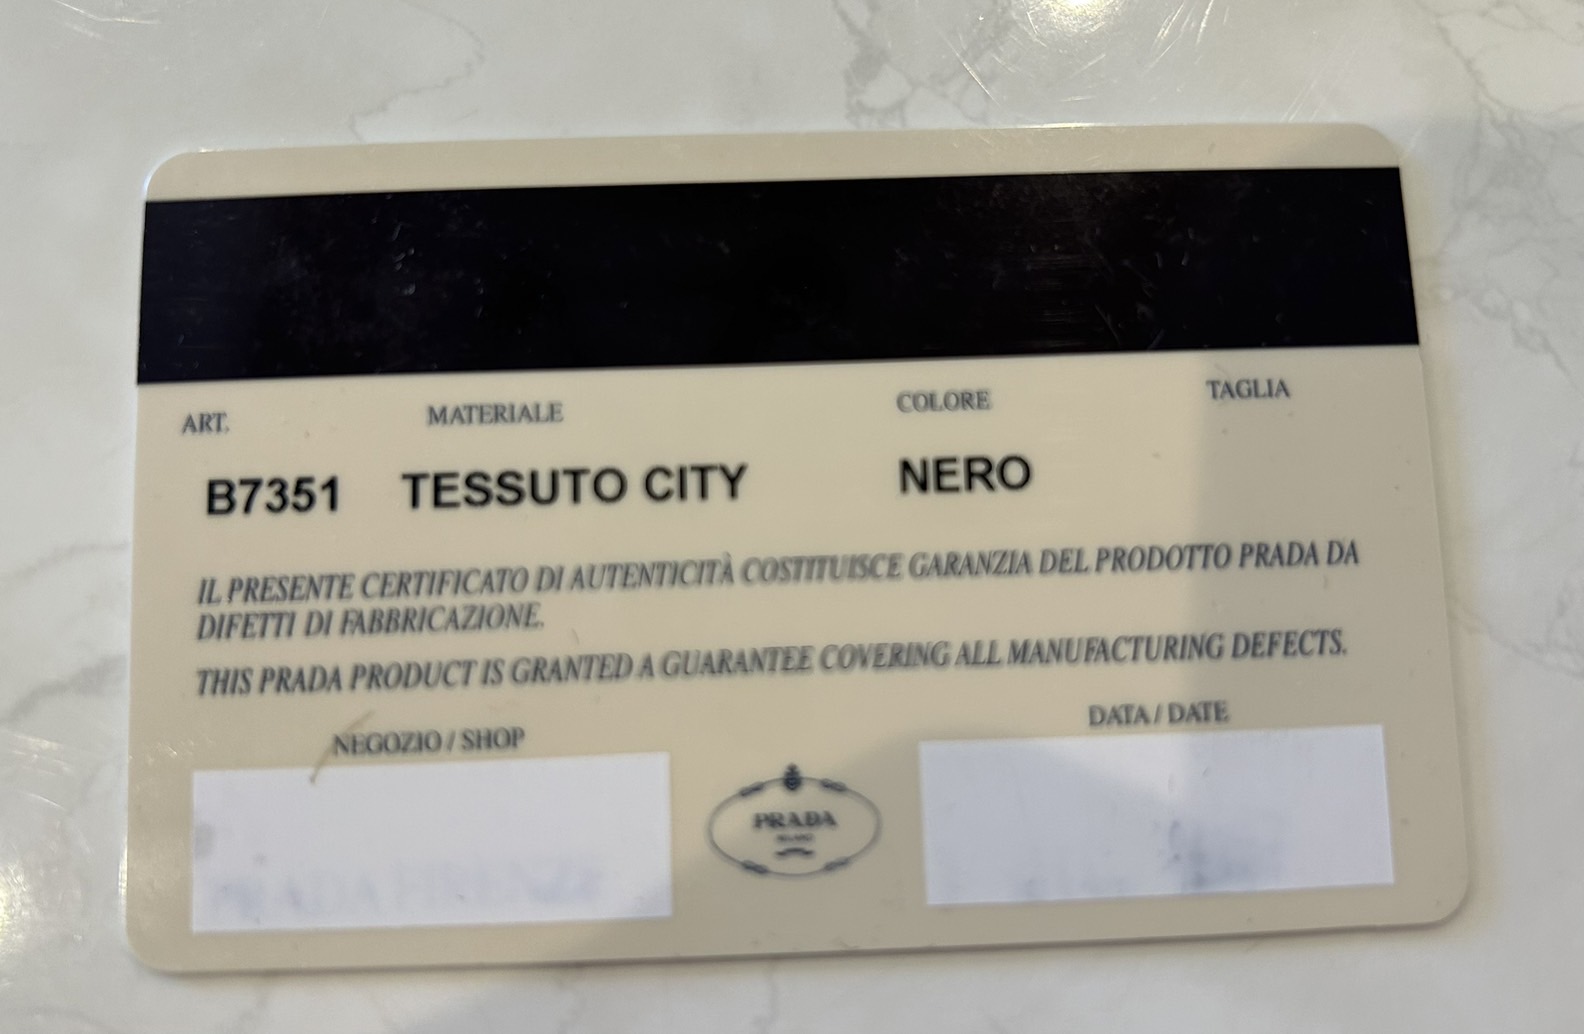 ART. MATERIALE COLORE TAGLIA
B7351 TESSUTO CITY NERO
IL PRESENTE CERTIFICATO DI AUTENTICITÀ COSTITUISCE GARANZIA DEL PRODOTTO PRADA DA
DIFETTI DI FABBRICAZIONE.
THIS PRADA PRODUCT IS GRANTED A GUARANTEE COVERING ALL MANUFACTURING DEFECTS.
NEGOZIO / SHOP
DATA / DATE
PRADA